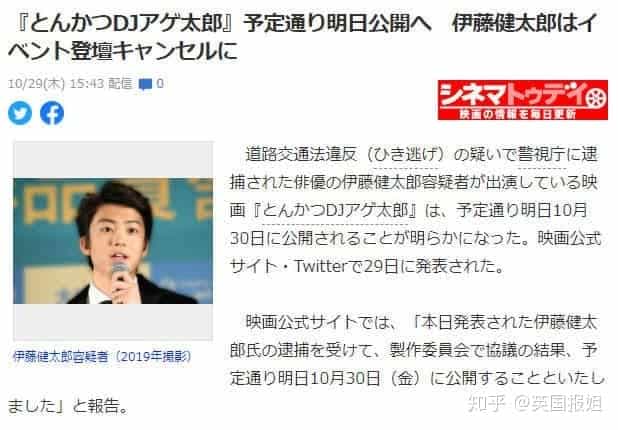 『とんかつDJアゲ太郎』予定通り明日公開へ　伊藤健太郎はイ
ベント登壇キャンセルに
10/29(木) 15:43 配信 0
シネマトゥデイ
映画の情報を毎日更新
道路交通法違反（ひき逃げ）の疑いで警視庁に逮
捕された俳優の伊藤健太郎容疑者が出演している映
画『とんかつDJアゲ太郎』は、予定通り明日10月
30日に公開されることが明らかになった。映画公式
サイト・Twitterで29日に発表された。
伊藤健太郎容疑者（2019年撮影）
映画公式サイトでは、「本日発表された伊藤健太
郎氏の逮捕を受けて、製作委員会で協議の結果、予
定通り明日10月30日（金）に公開することといたし
ました」と報告。
知乎 @英国报姐